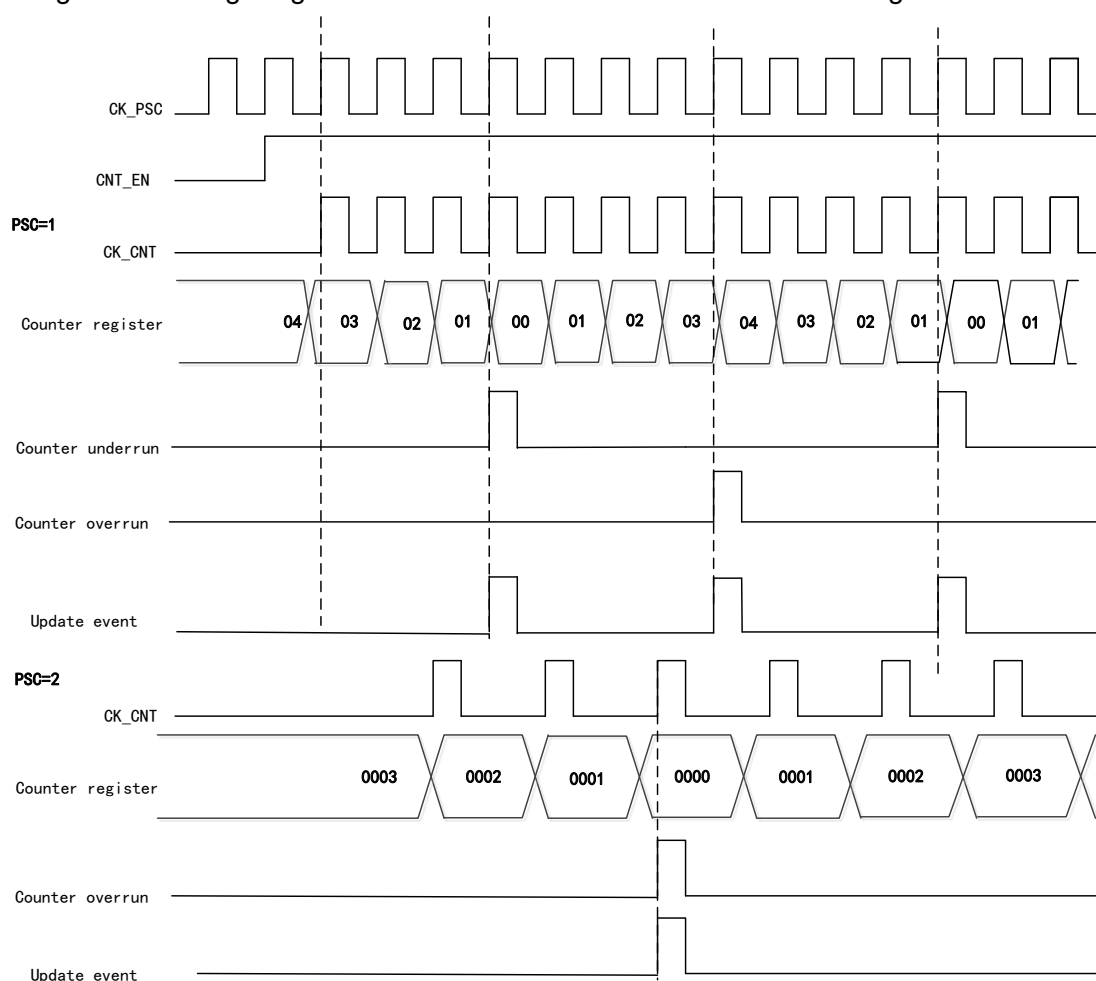 CK_PSC
CNT_EN
PSC=1
CK_CNT
Counter register 04 03 02 01 00 01 02 03 04 03 02 01 00 01
Counter underrun
Counter overrun
Update event
PSC=2
CK_CNT
Counter register 0003 0002 0001 0000 0001 0002 0003
Counter overrun
Update event